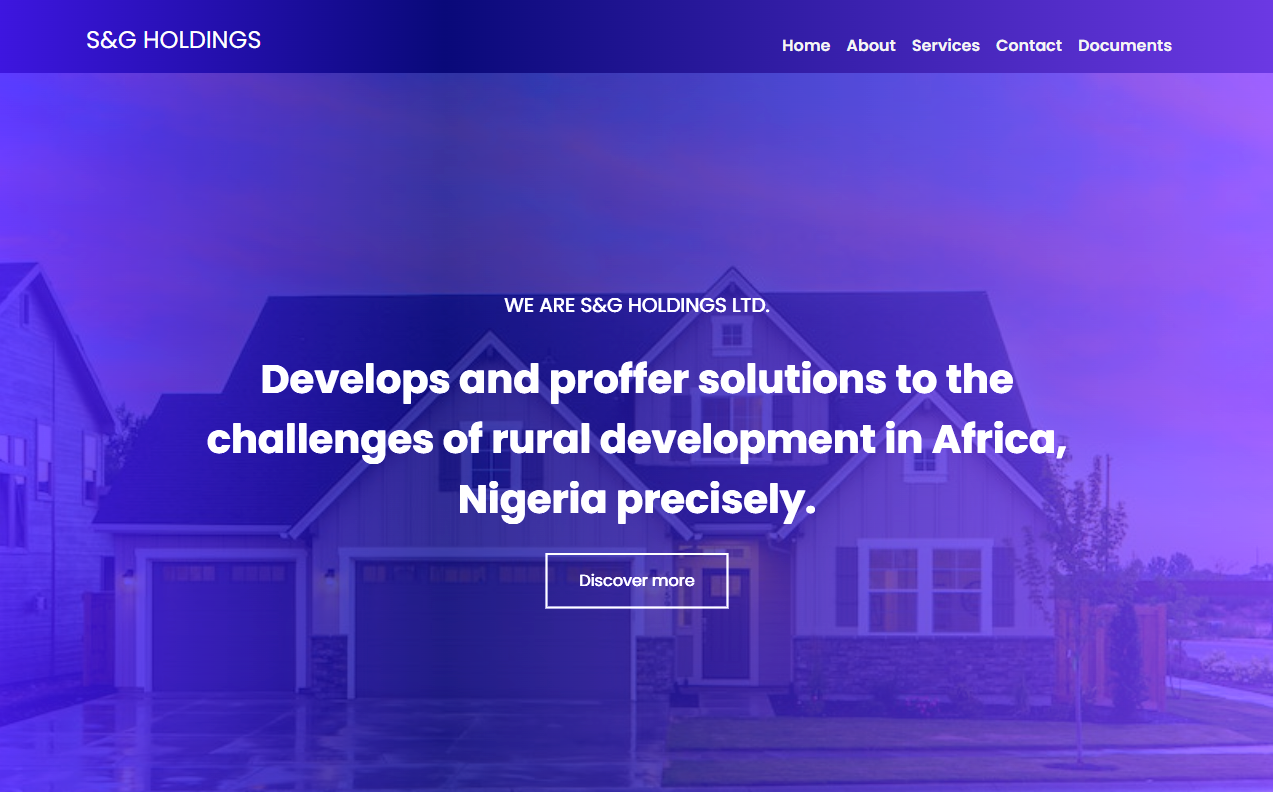 S&G HOLDINGS
Home About Services Contact Documents
WE ARE S&G HOLDINGS LTD.
Develops and proffer solutions to the
challenges of rural development in Africa,
Nigeria precisely.
Discover more